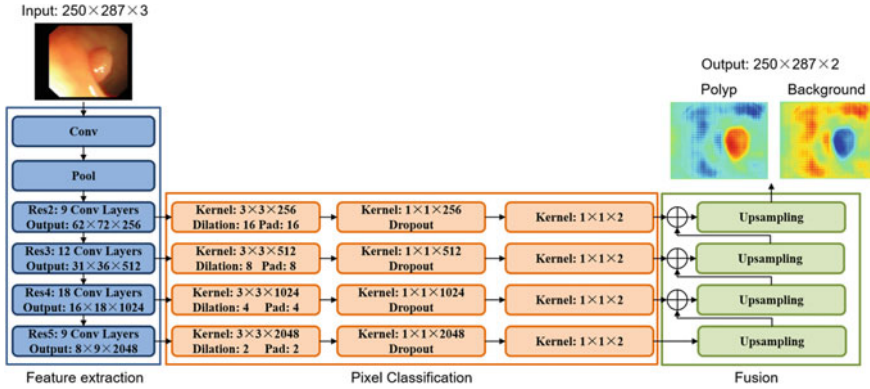 Input: 250×287×3
Output: 250×287×2
Polyp
Background
Conv
Pool
Res2: 9 Conv Layers
Output: 62×72×256
Kernel: 3×3×256
Dilation: 16 Pad: 16
Kernel: 1×1×256
Dropout
Kernel: 1×1×2
Upsampling
Res3: 12 Conv Layers
Output: 31×36×512
Kernel: 3×3×512
Dilation: 8 Pad: 8
Kernel: 1×1×512
Dropout
Kernel: 1×1×2
Upsampling
Res4: 18 Conv Layers
Output: 16×18×1024
Kernel: 3×3×1024
Dilation: 4 Pad: 4
Kernel: 1×1×1024
Dropout
Kernel: 1×1×2
Upsampling
Res5: 9 Conv Layers
Output: 8×9×2048
Kernel: 3×3×2048
Dilation: 2 Pad: 2
Kernel: 1×1×2048
Dropout
Kernel: 1×1×2
Upsampling
Feature extraction
Pixel Classification
Fusion